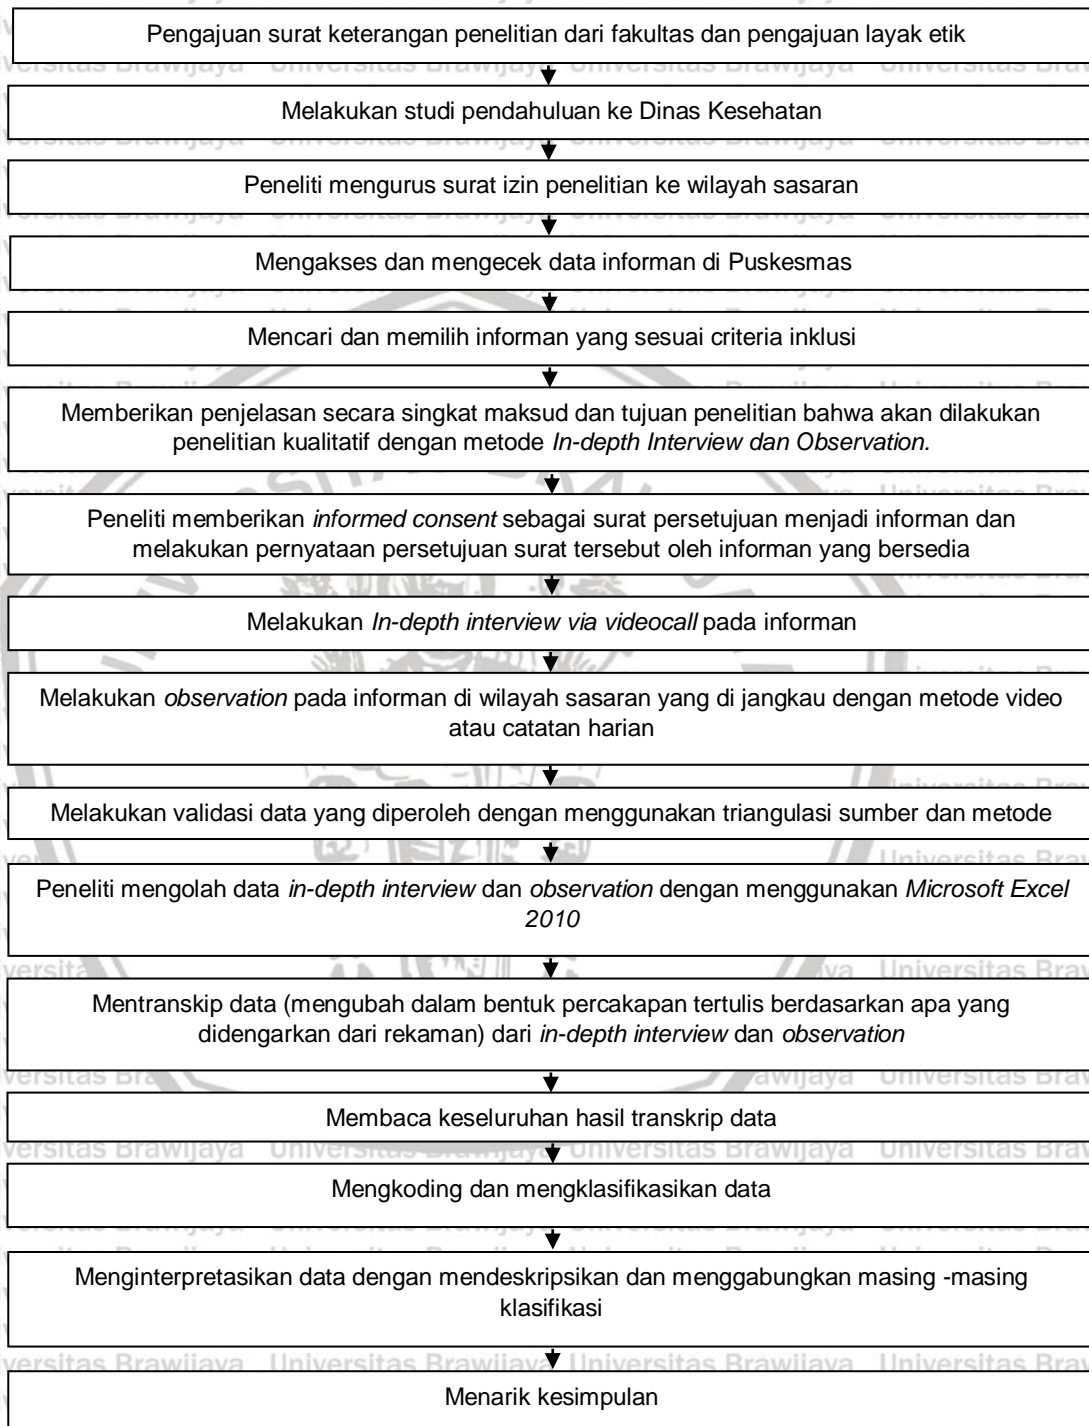 Pengajuan surat keterangan penelitian dari fakultas dan pengajuan layak etik
Melakukan studi pendahuluan ke Dinas Kesehatan
Peneliti mengurus surat izin penelitian ke wilayah sasaran
Mengakses dan mengecek data informan di Puskesmas
Mencari dan memilih informan yang sesuai criteria inklusi
Memberikan penjelasan secara singkat maksud dan tujuan penelitian bahwa akan dilakukan
penelitian kualitatif dengan metode In-depth Interview dan Observation.
Peneliti memberikan informed consent sebagai surat persetujuan menjadi informan dan
melakukan pernyataan persetujuan surat tersebut oleh informan yang bersedia
Melakukan In-depth interview via videocall pada informan
Melakukan observation pada informan di wilayah sasaran yang di jangkau dengan metode video
atau catatan harian
Melakukan validasi data yang diperoleh dengan menggunakan triangulasi sumber dan metode
Peneliti mengolah data in-depth interview dan observation dengan menggunakan Microsoft Excel
2010
Mentranskip data (mengubah dalam bentuk percakapan tertulis berdasarkan apa yang
didengarkan dari rekaman) dari in-depth interview dan observation
Membaca keseluruhan hasil transkrip data
Mengkoding dan mengklasifikasikan data
Menginterpretasikan data dengan mendeskripsikan dan menggabungkan masing -masing
klasifikasi
Menarik kesimpulan